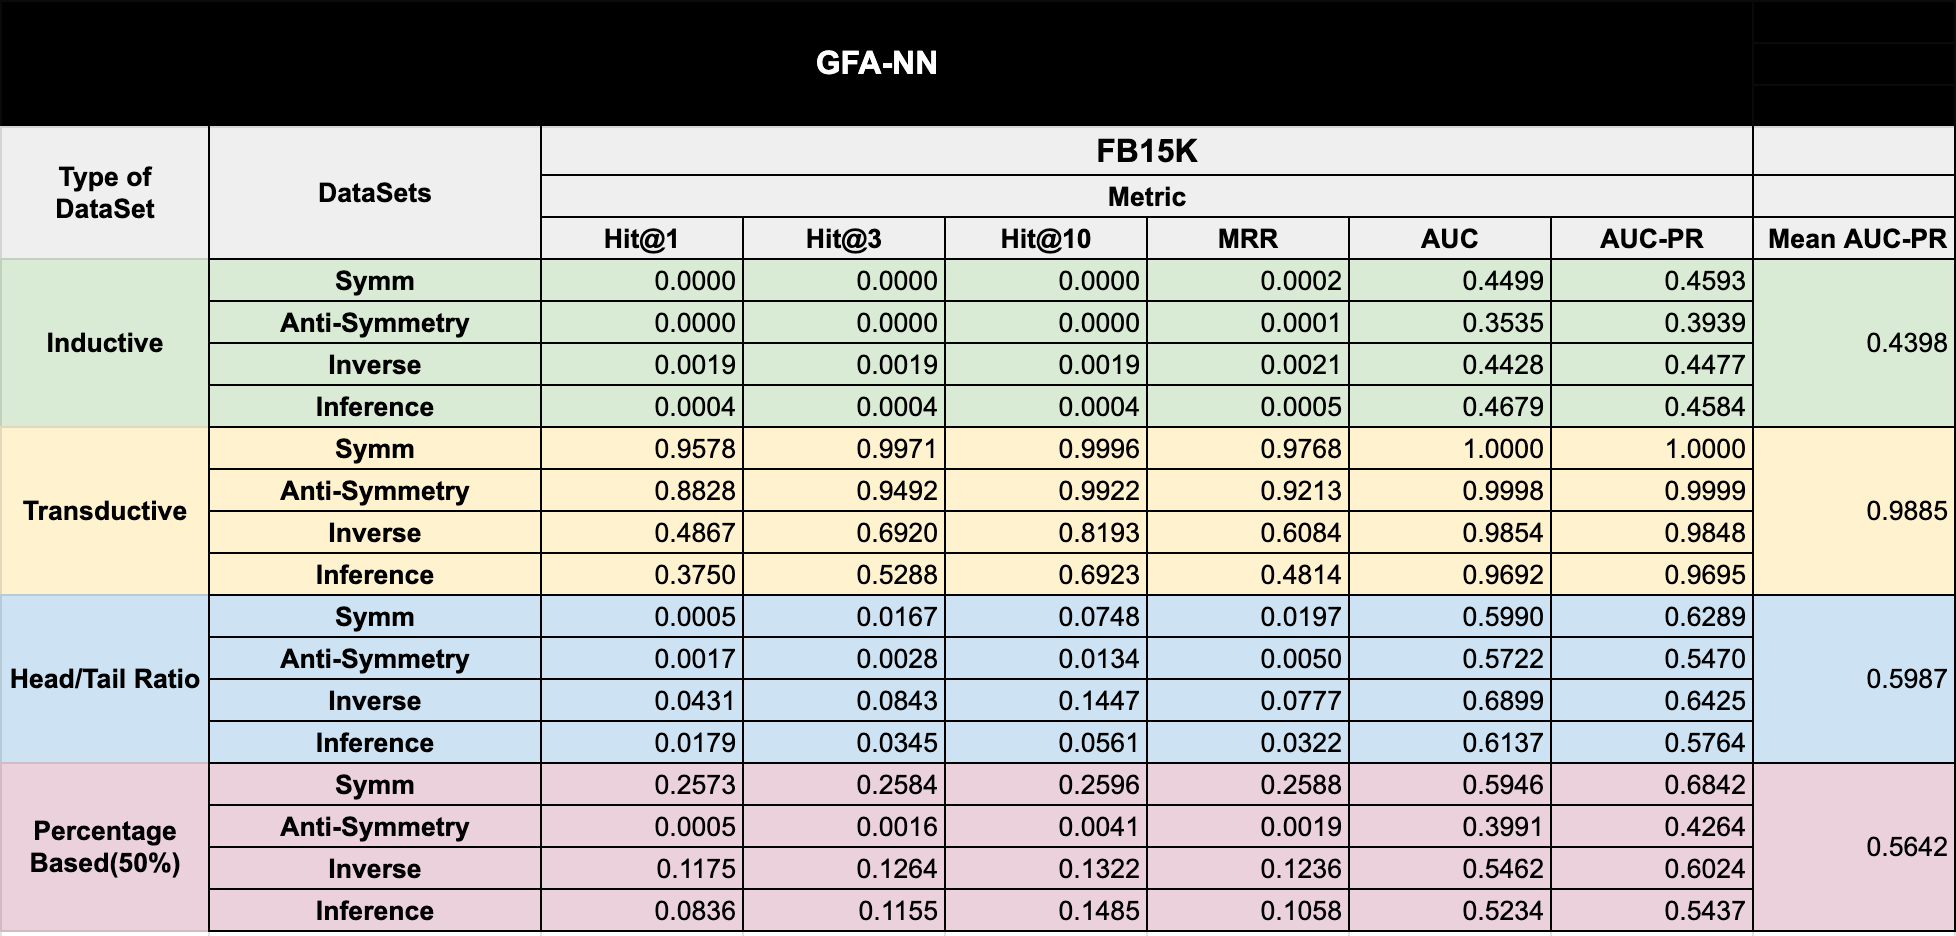 GFA-NN
Type of DataSet DataSets FB15K
Metric
Hit@1 Hit@3 Hit@10 MRR AUC AUC-PR Mean AUC-PR
Inductive Symm 0.0000 0.0000 0.0000 0.0002 0.4499 0.4593 0.4398
Anti-Symmetry 0.0000 0.0000 0.0000 0.0001 0.3535 0.3939
Inverse 0.0019 0.0019 0.0019 0.0021 0.4428 0.4477
Inference 0.0004 0.0004 0.0004 0.0005 0.4679 0.4584
Transductive Symm 0.9578 0.9971 0.9996 0.9768 1.0000 1.0000 0.9885
Anti-Symmetry 0.8828 0.9492 0.9922 0.9213 0.9998 0.9999
Inverse 0.4867 0.6920 0.8193 0.6084 0.9854 0.9848
Inference 0.3750 0.5288 0.6923 0.4814 0.9692 0.9695
Head/Tail Ratio Symm 0.0005 0.0167 0.0748 0.0197 0.5990 0.6289 0.5987
Anti-Symmetry 0.0017 0.0028 0.0134 0.0050 0.5722 0.5470
Inverse 0.0431 0.0843 0.1447 0.0777 0.6899 0.6425
Inference 0.0179 0.0345 0.0561 0.0322 0.6137 0.5764
Percentage Based(50%) Symm 0.2573 0.2584 0.2596 0.2588 0.5946 0.6842 0.5642
Anti-Symmetry 0.0005 0.0016 0.0041 0.0019 0.3991 0.4264
Inverse 0.1175 0.1264 0.1322 0.1236 0.5462 0.6024
Inference 0.0836 0.1155 0.1485 0.1058 0.5234 0.5437